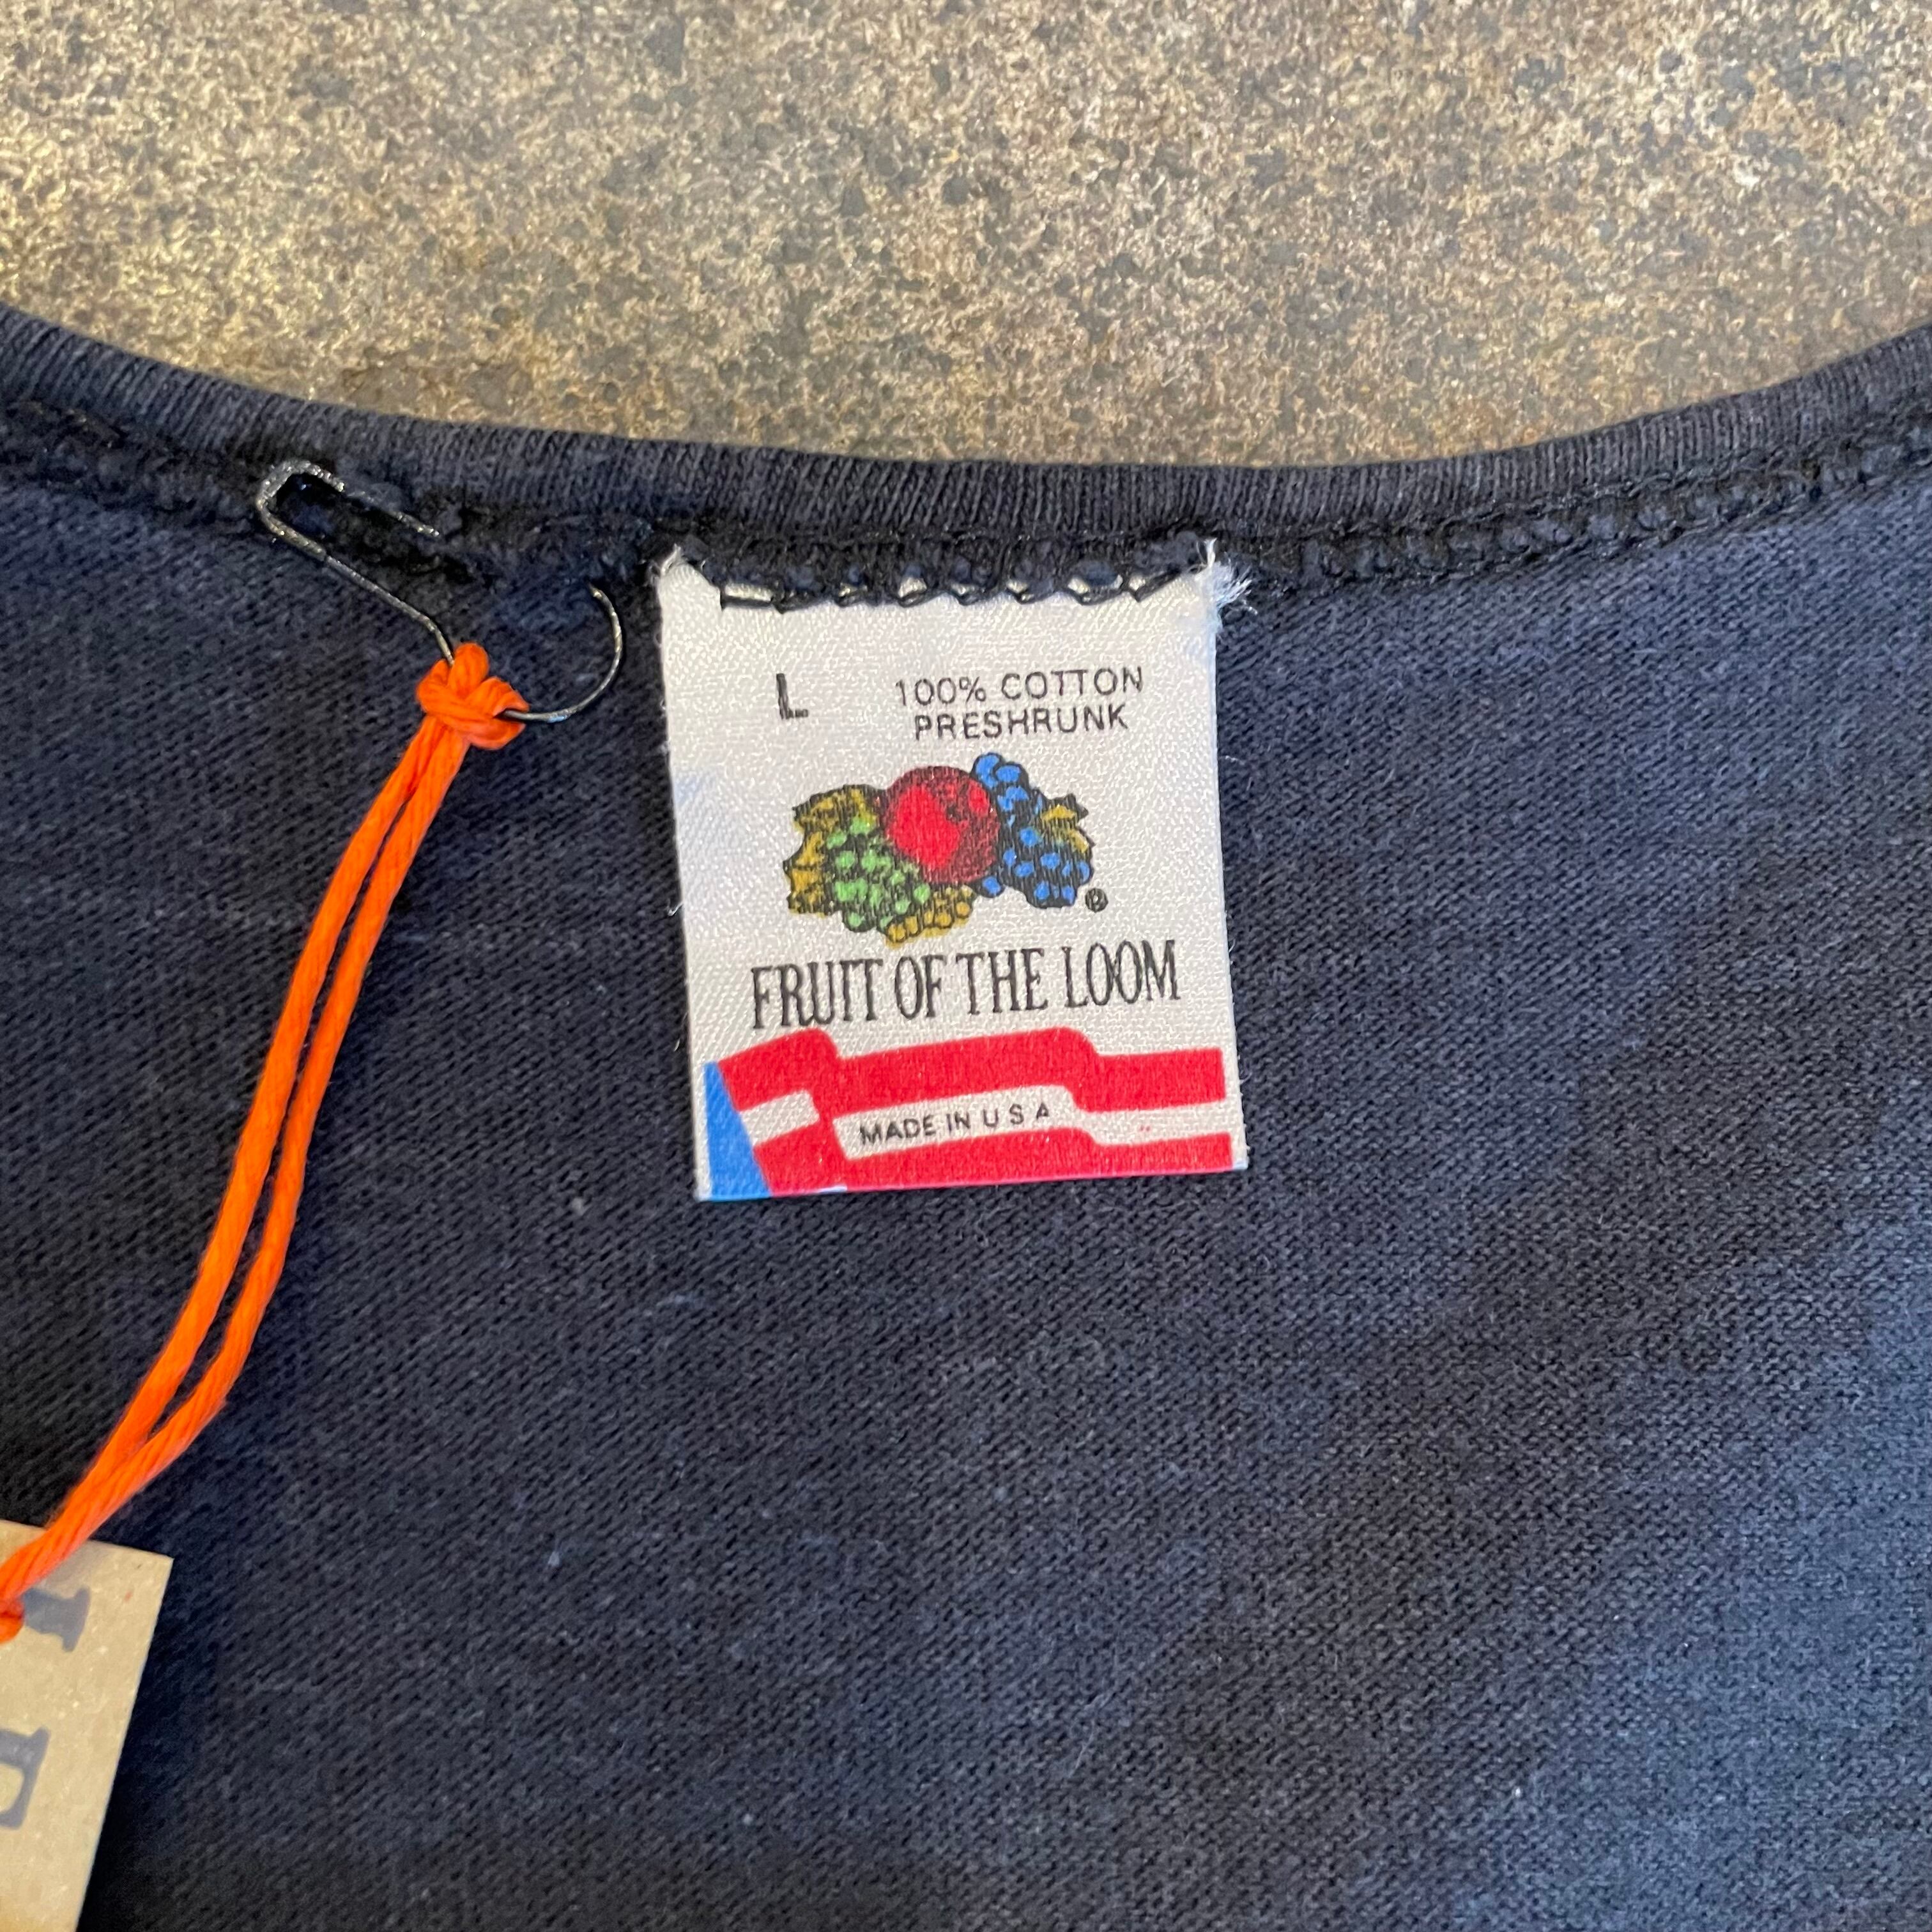 L 100% COTTON
PRESHRUNK
®
FRUIT OF THE LOOM
MADE IN U S A